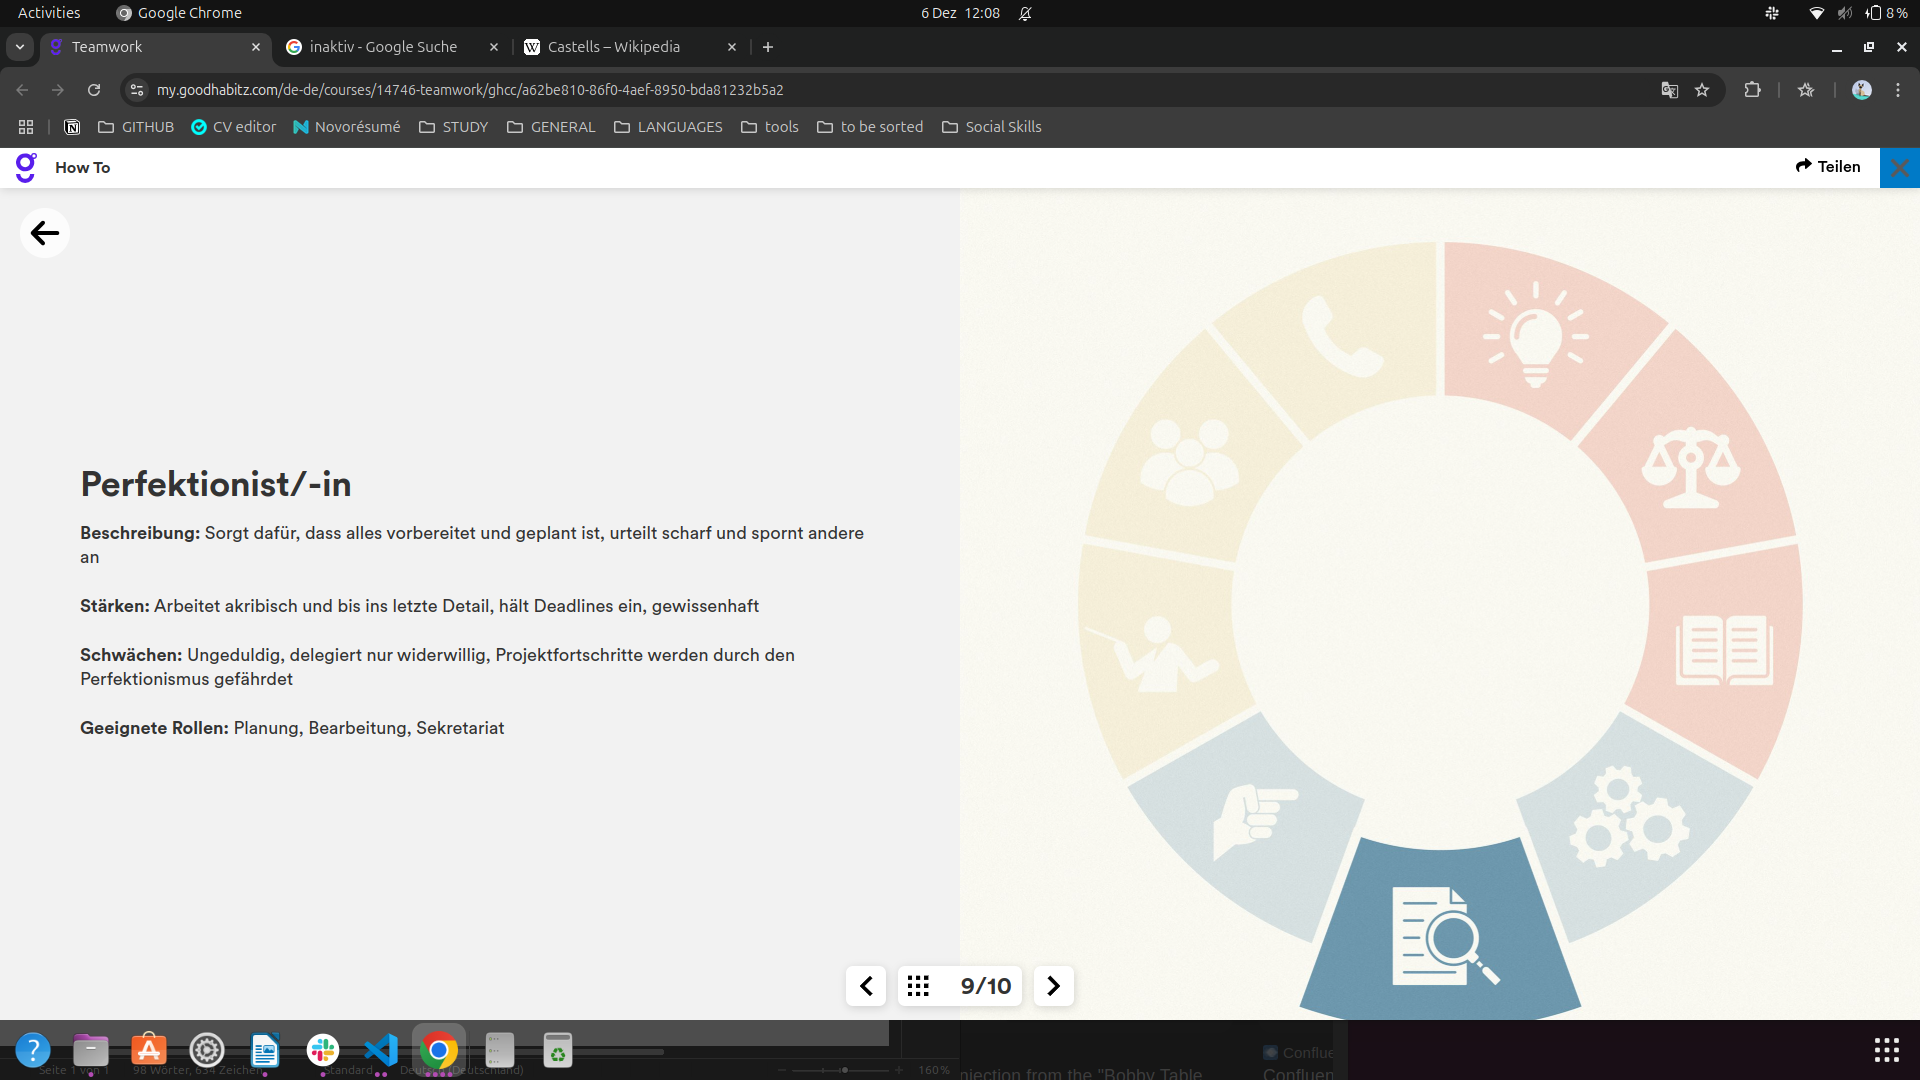 Activities
Google Chrome
6 Dez 12:08
8 %
Teamwork
inaktiv - Google Suche
Castells – Wikipedia
my.goodhabitz.com/de-de/courses/14746-teamwork/ghcc/a62be810-86f0-4aef-8950-bda81232b5a2
GITHUB
CV editor
Novorésumé
STUDY
GENERAL
LANGUAGES
tools
to be sorted
Social Skills
How To
Teilen
Perfektionist/-in
Beschreibung: Sorgt dafür, dass alles vorbereitet und geplant ist, urteilt scharf und spornt andere
an
Stärken: Arbeitet akribisch und bis ins letzte Detail, hält Deadlines ein, gewissenhaft
Schwächen: Ungeduldig, delegiert nur widerwillig, Projektfortschritte werden durch den
Perfektionismus gefährdet
Geeignete Rollen: Planung, Bearbeitung, Sekretariat
9/10
Seite 1 von 1
98 Wörter, 634 Zeichen
Standard
Deutsch (Deutschland)
160 %
Conflue
njection from the "Bobby Table
Confluen